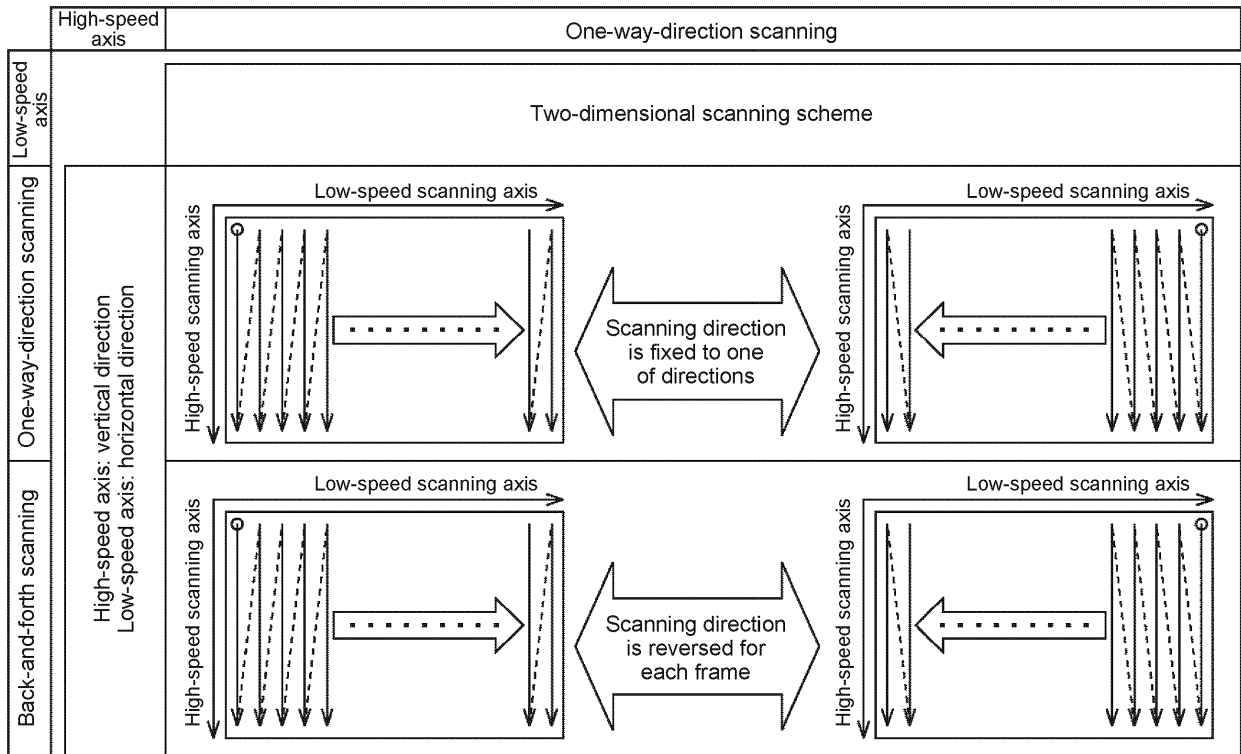 High-speed
axis
One-way-direction scanning
Low-speed
axis
Two-dimensional scanning scheme
One-way-direction scanning
High-speed axis: vertical direction
Low-speed axis: horizontal direction
Low-speed scanning axis
High-speed scanning axis
Scanning direction
is fixed to one
of directions
Low-speed scanning axis
High-speed scanning axis
Back-and-forth scanning
Low-speed scanning axis
High-speed scanning axis
Scanning direction
is reversed for
each frame
Low-speed scanning axis
High-speed scanning axis